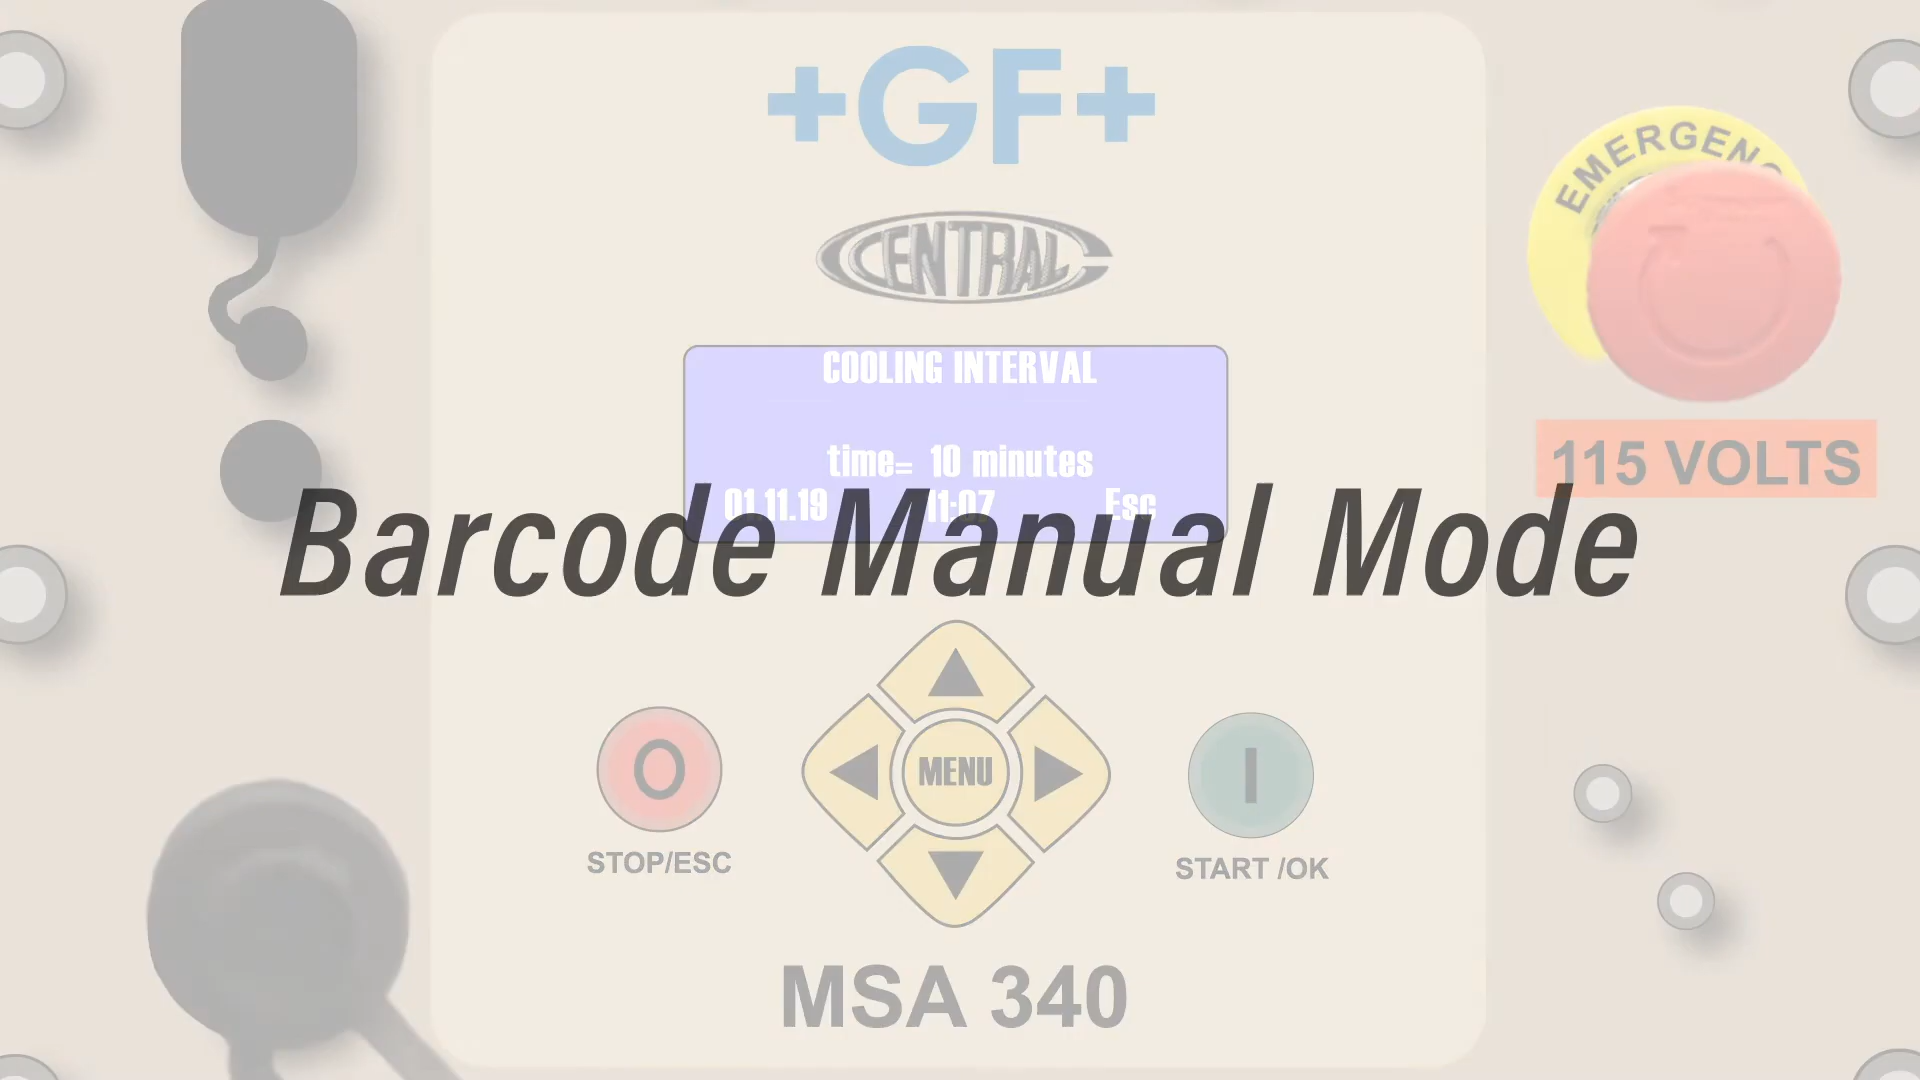 +GF+
CENTRAL
EMERGENC
COOLING INTERVAL
time= 10 minutes
01.11.19 11:07 Esc
115 VOLTS
Barcode Manual Mode
MENU
STOP/ESC
START /OK
MSA 340